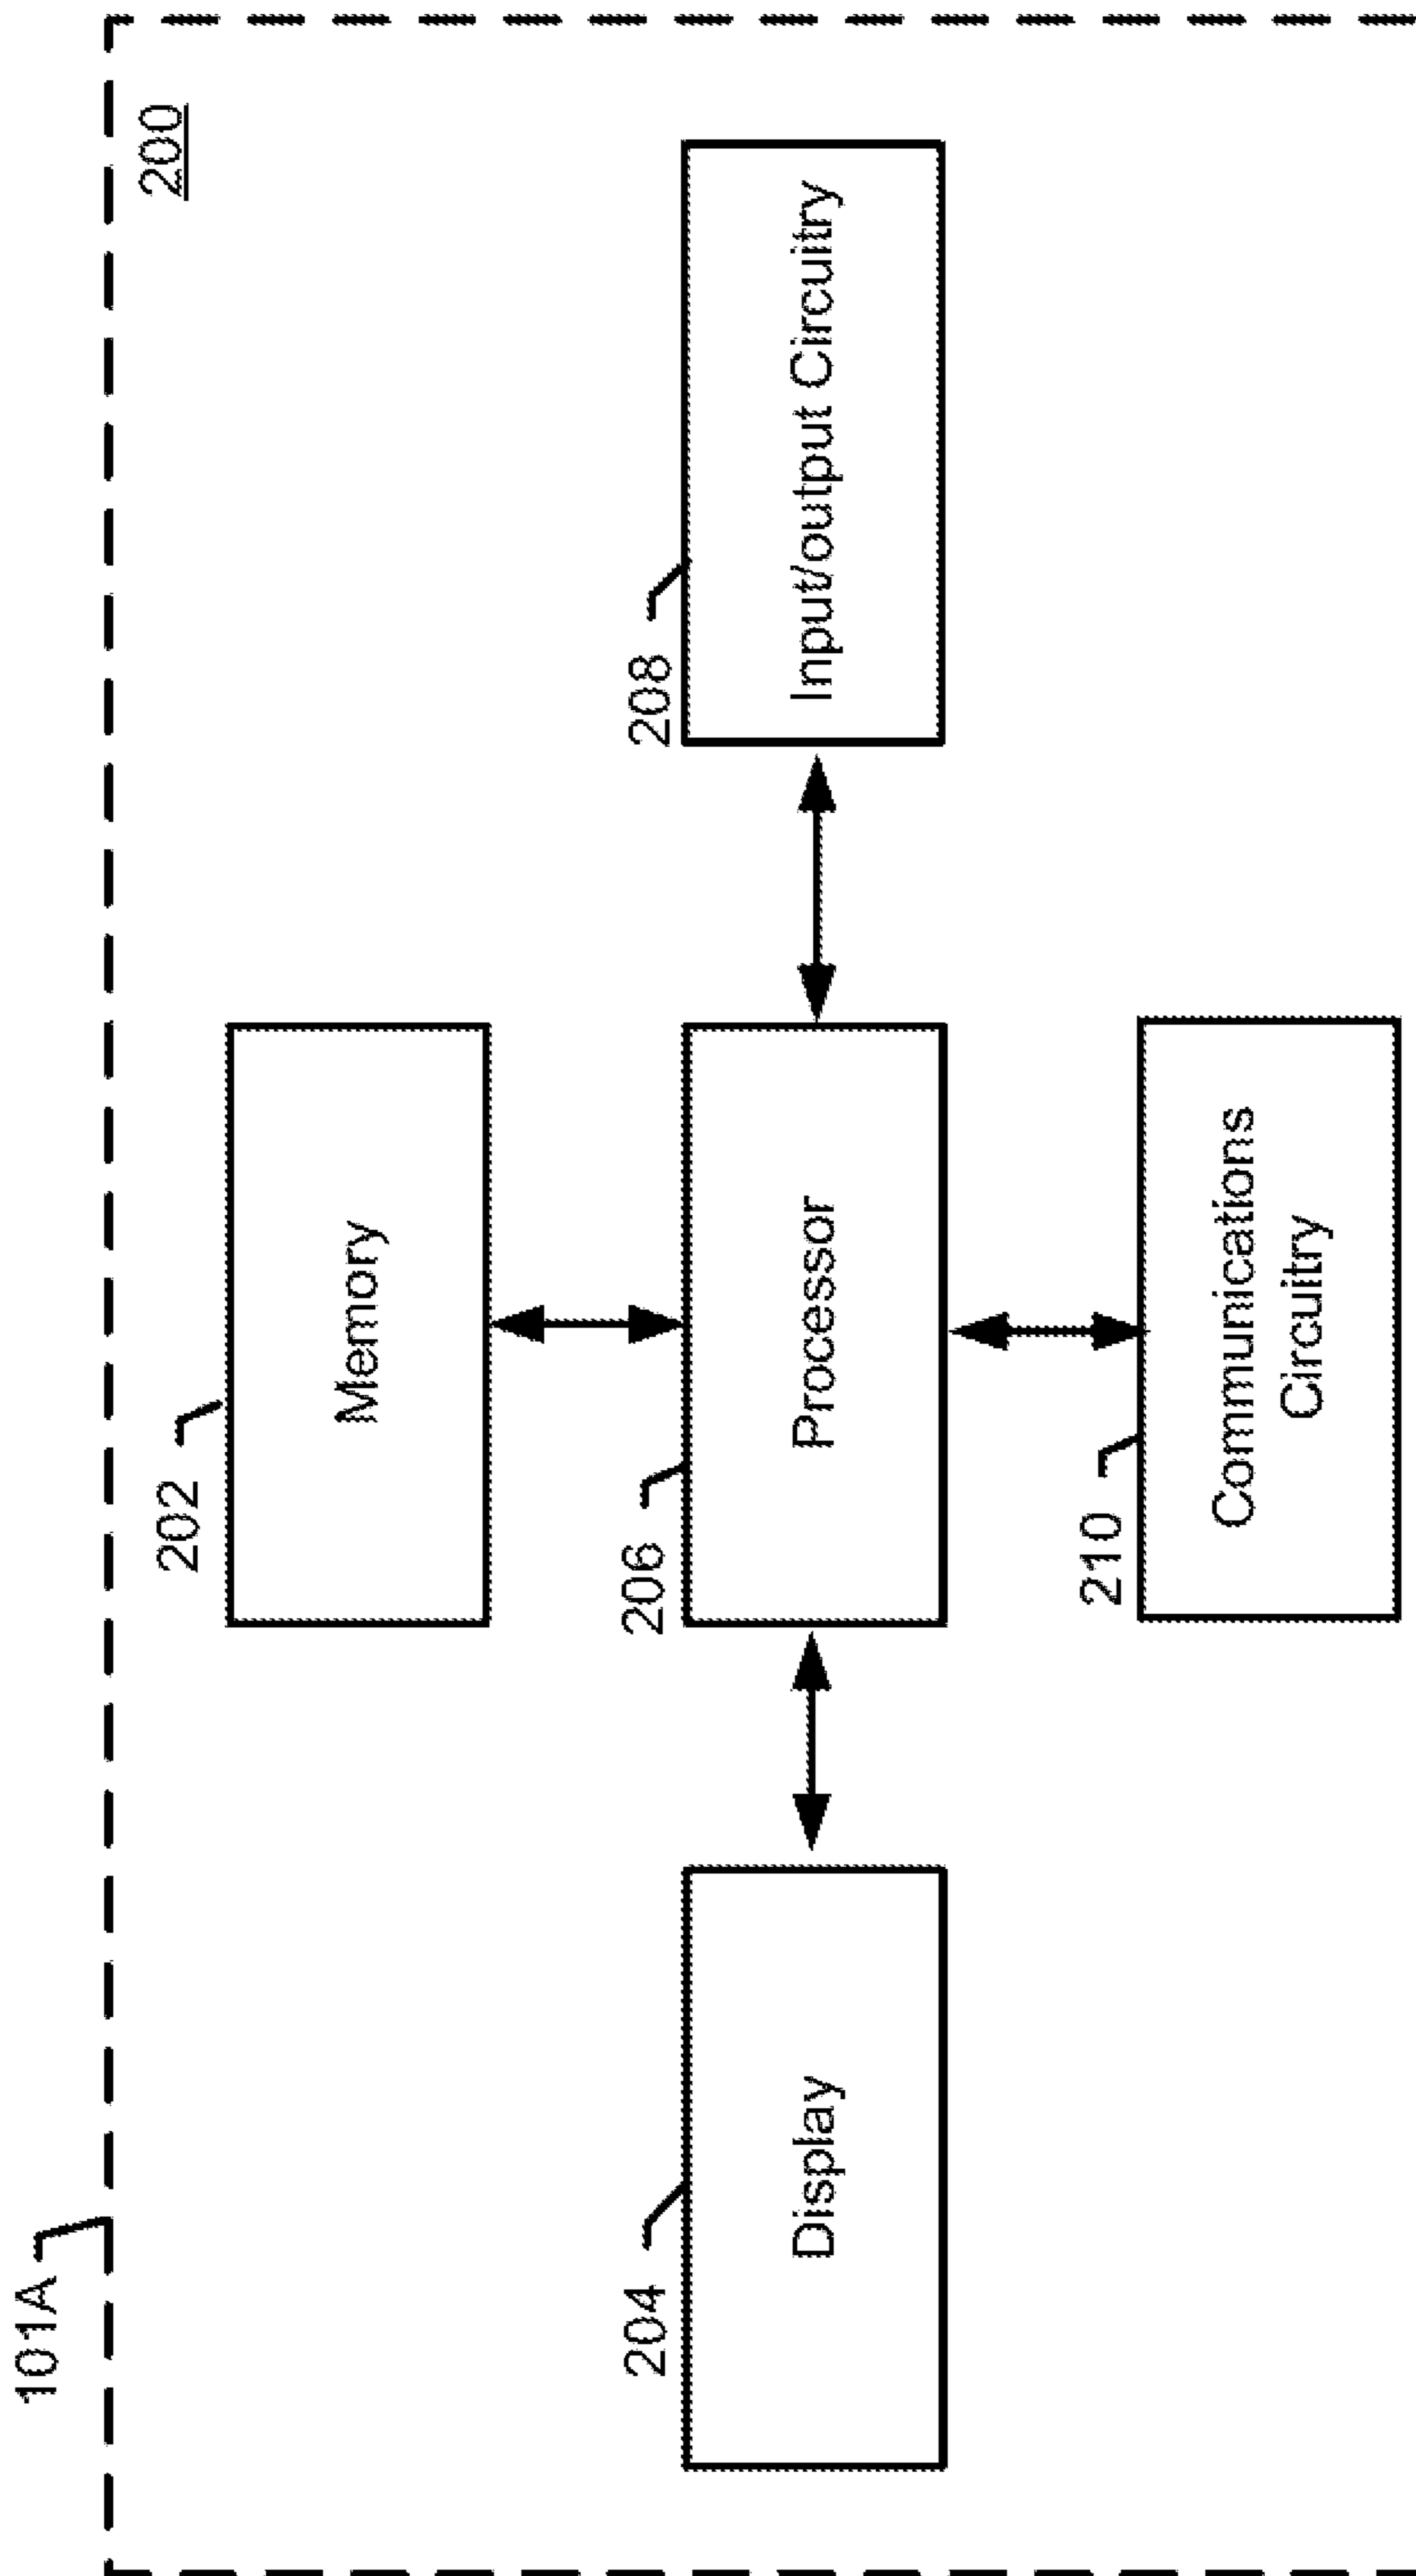 101A
200
202
Memory
204
Display
206
Processor
208
Input/output Circuitry
210
Communications
Circuitry